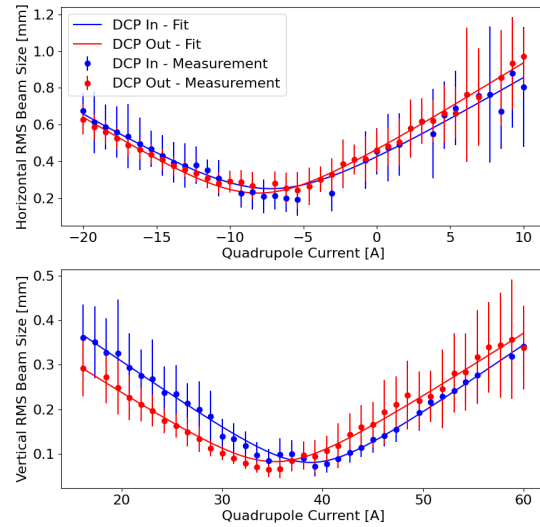 1.2
1.0
0.8
0.6
0.4
0.2
Horizontal RMS Beam Size [mm]
DCP In - Fit
DCP Out - Fit
DCP In - Measurement
DCP Out - Measurement
−20 −15 −10 −5 0 5 10
Quadrupole Current [A]
0.5
0.4
0.3
0.2
0.1
Vertical RMS Beam Size [mm]
20 30 40 50 60
Quadrupole Current [A]